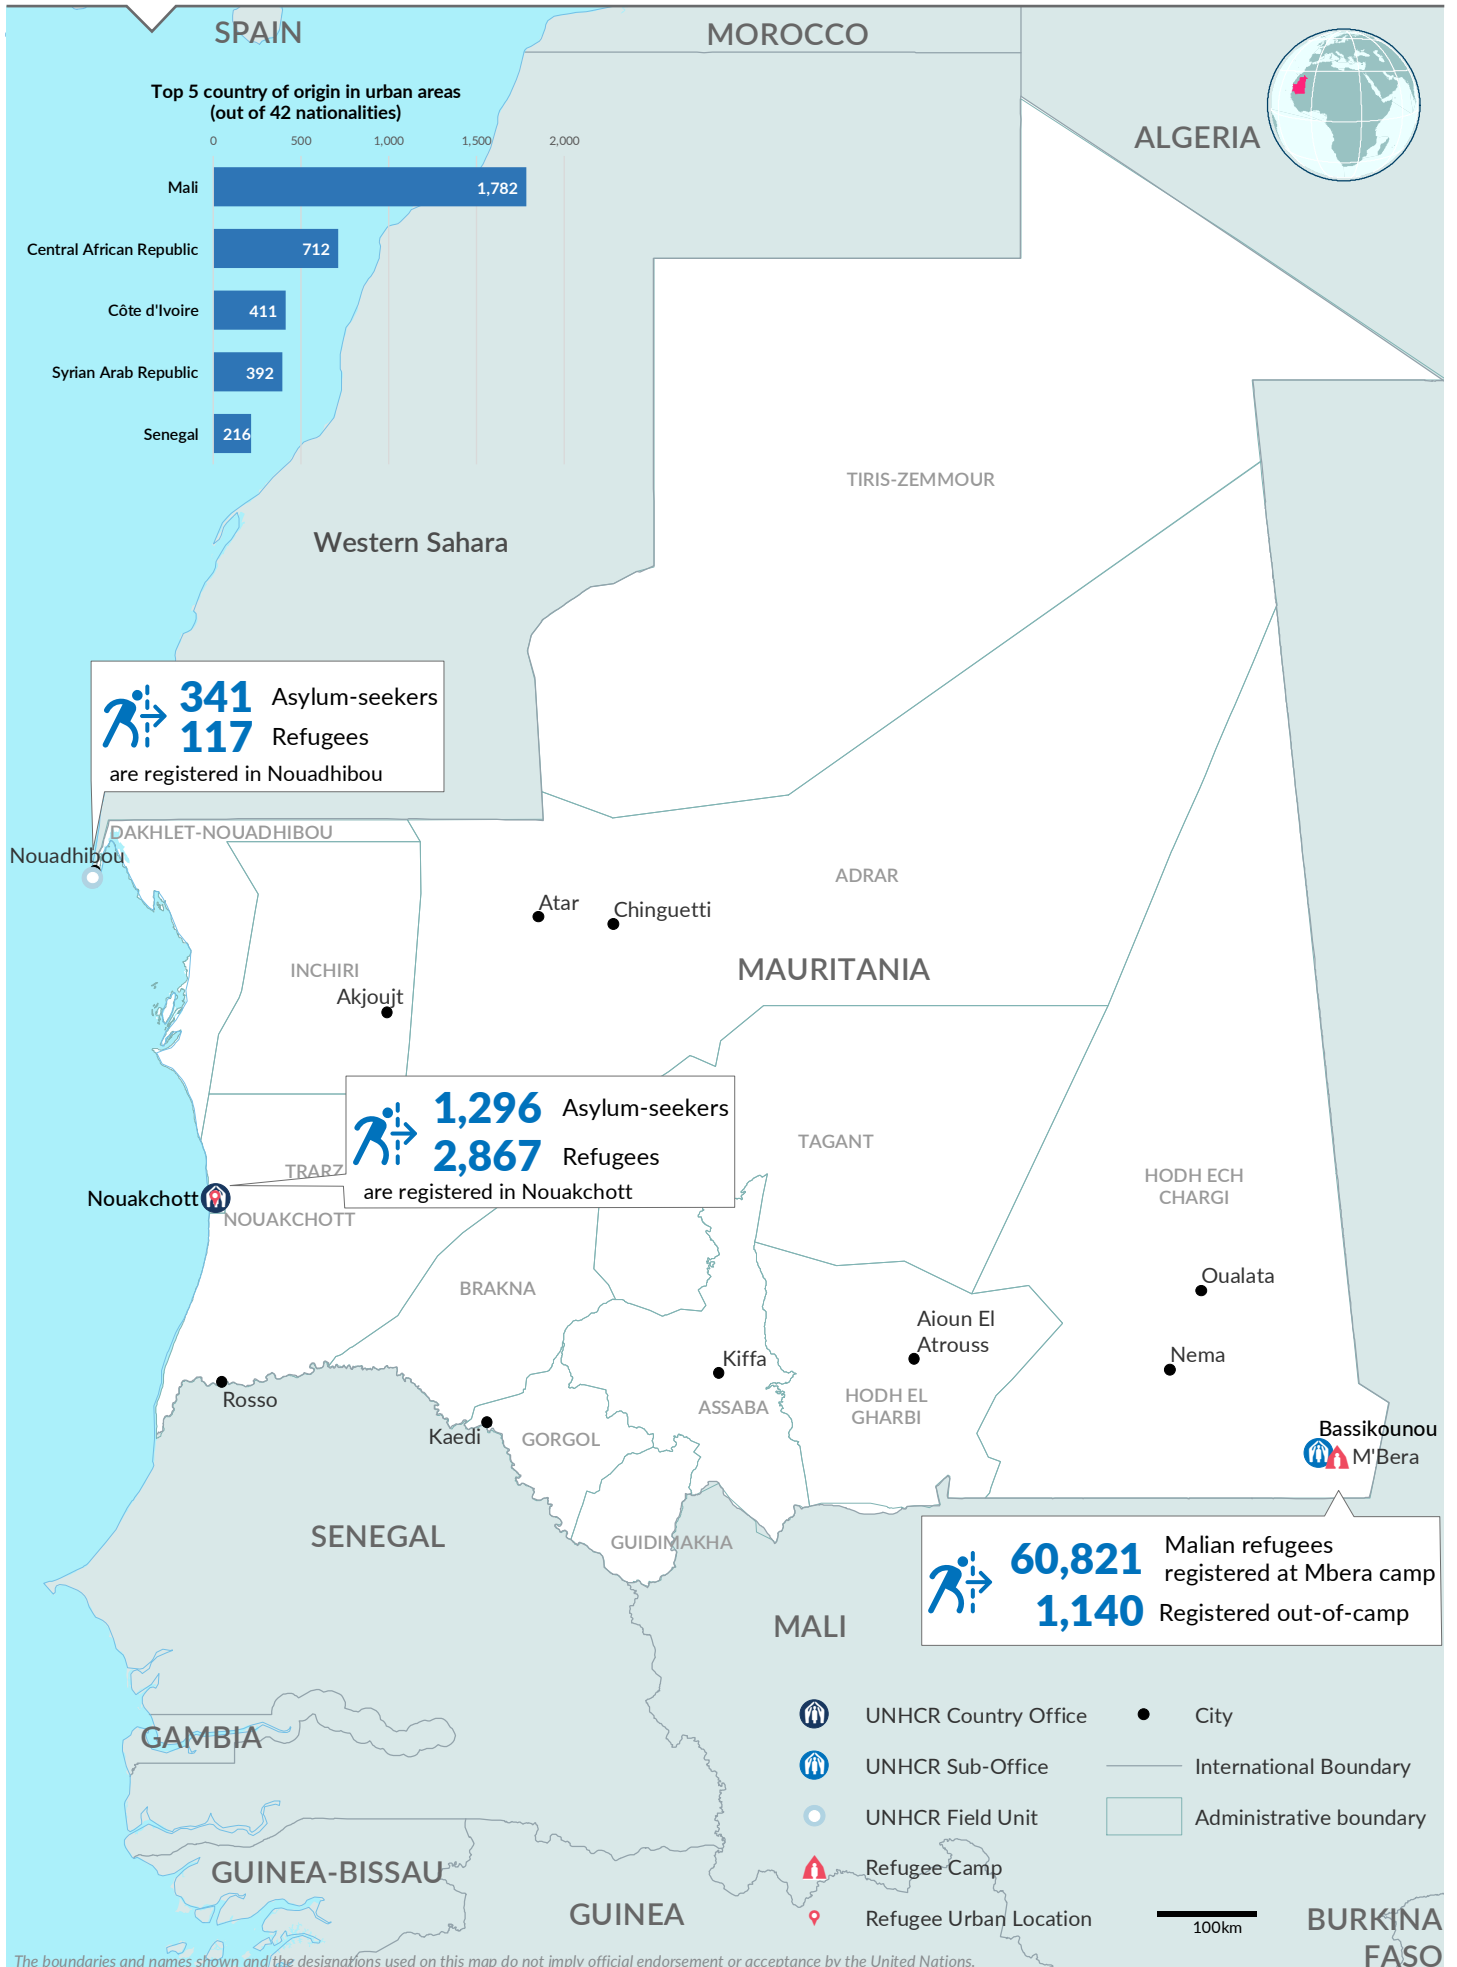 SPAIN
MOROCCO
ALGERIA
Top 5 country of origin in urban areas
(out of 42 nationalities)
0 500 1,000 1,500 2,000
Mali 1,782
Central African Republic 712
Côte d'Ivoire 411
Syrian Arab Republic 392
Senegal 216
TIRIS-ZEMMOUR
Western Sahara
341 Asylum-seekers
117 Refugees
are registered in Nouadhibou
DAKHLET-NOUADHIBOU
Nouadhibou
ADRAR
Atar
Chinguetti
MAURITANIA
INCHIRI
Akjoujt
1,296 Asylum-seekers
2,867 Refugees
are registered in Nouakchott
TRARZ
TAGANT
HODH ECH
CHARGI
Nouakchott
NOUAKCHOTT
BRAKNA
Oualata
Aioun El
Atrouss
Nema
Kiffa
Rosso
ASSABA
HODH EL
GHARBI
Kaedi
GORGOL
Bassikounou
M'Bera
SENEGAL
GUIDIMAKHA
60,821 Malian refugees
registered at Mbera camp
1,140 Registered out-of-camp
MALI
GAMBIA
UNHCR Country Office
City
UNHCR Sub-Office
International Boundary
UNHCR Field Unit
Administrative boundary
Refugee Camp
Refugee Urban Location
100km
GUINEA-BISSAU
GUINEA
BURKINA
FASO
The boundaries and names shown and the designations used on this map do not imply official endorsement or acceptance by the United Nations.